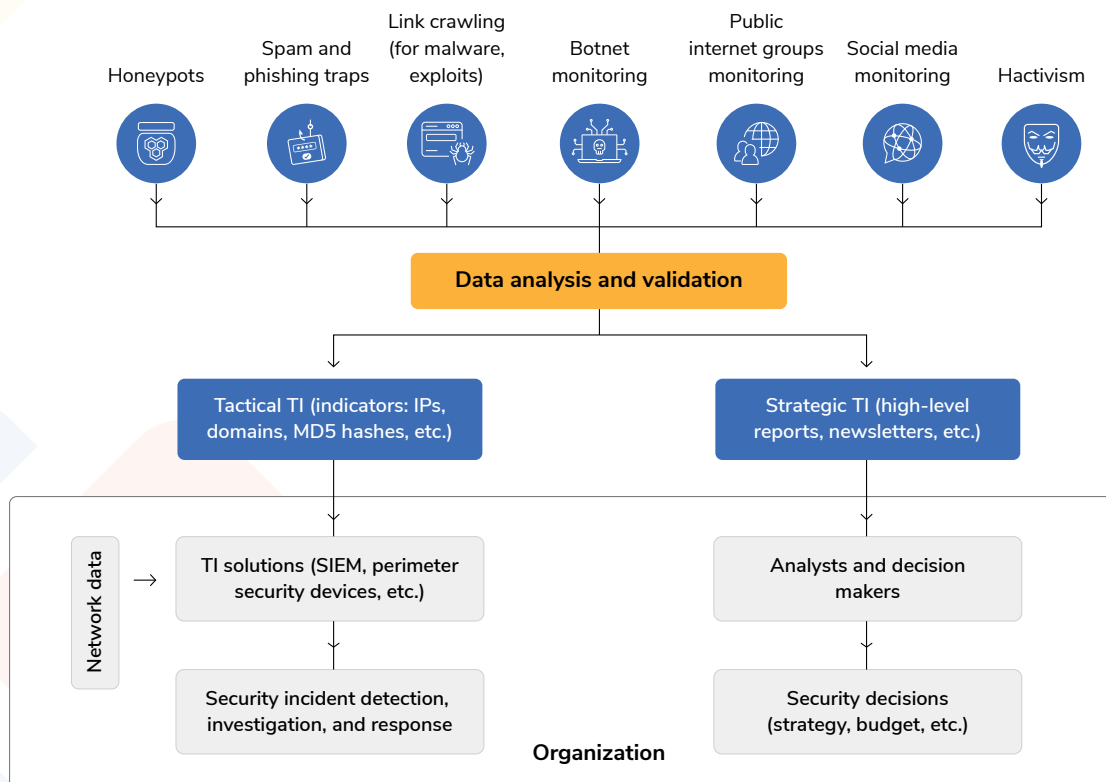 Honeypots
Spam and
phishing traps
Link crawling
(for malware,
exploits)
Botnet
monitoring
Public
internet groups
monitoring
Social media
monitoring
Hactivism
Data analysis and validation
Tactical TI (indicators: IPs,
domains, MD5 hashes, etc.)
Strategic TI (high-level
reports, newsletters, etc.)
Network data
TI solutions (SIEM, perimeter
security devices, etc.)
Analysts and decision
makers
Security incident detection,
investigation, and response
Security decisions
(strategy, budget, etc.)
Organization